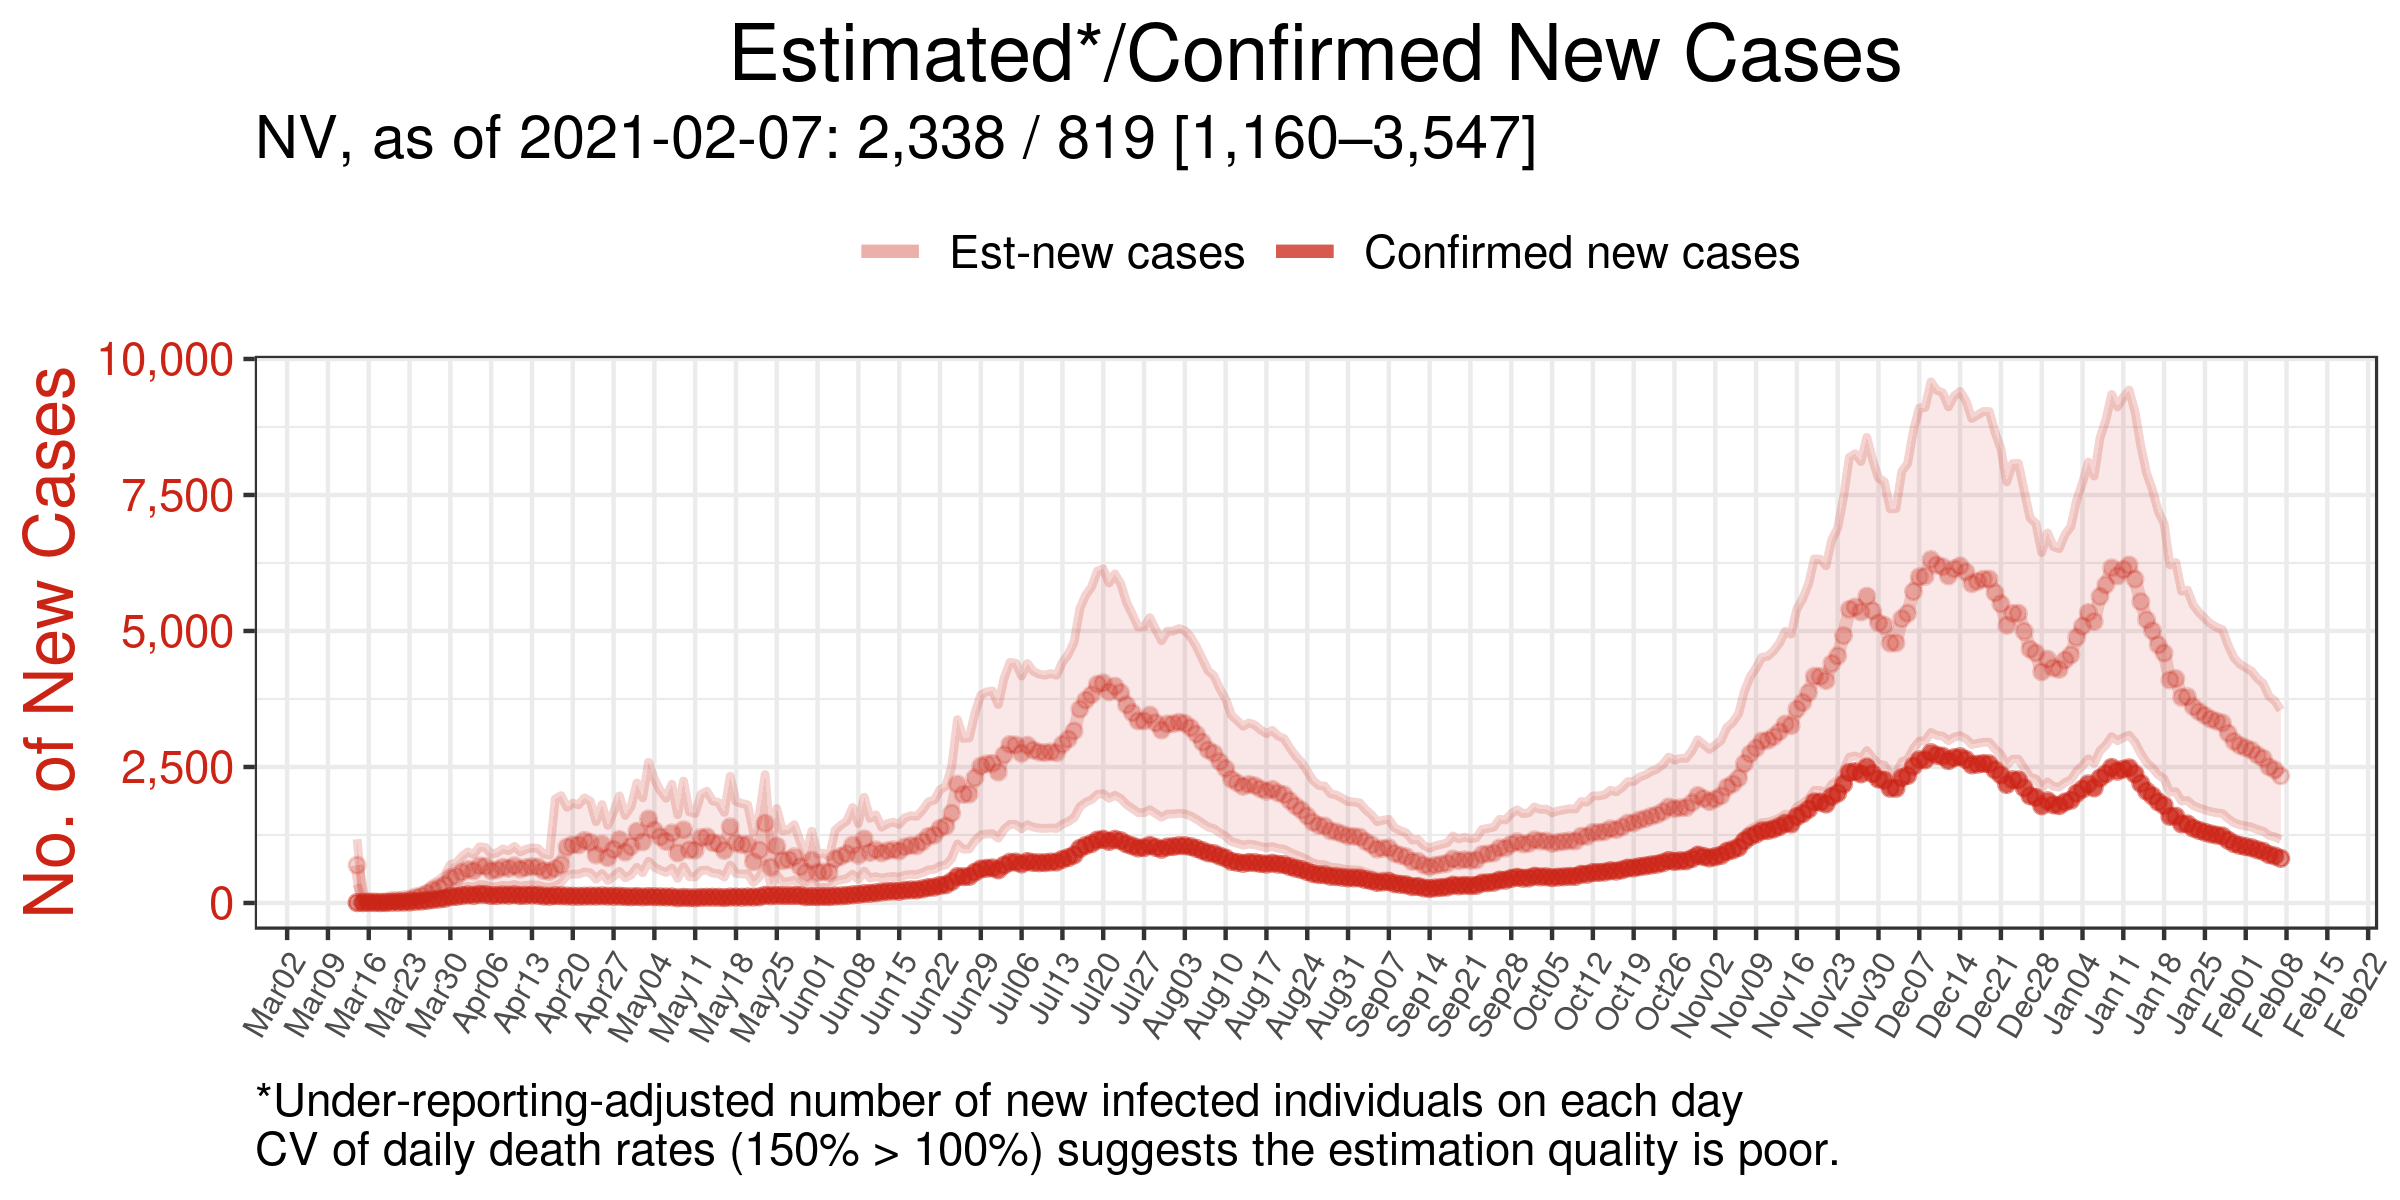 Estimated*/Confirmed New Cases
NV, as of 2021-02-07: 2,338 / 819 [1,160–3,547]
Est-new cases Confirmed new cases
No. of New Cases
10,000
7,500
5,000
2,500
0
Mar02 Mar09 Mar16 Mar23 Mar30 Apr06 Apr13 Apr20 Apr27 May04 May11 May18 May25 Jun01 Jun08 Jun15 Jun22 Jun29 Jul06 Jul13 Jul20 Jul27 Aug03 Aug10 Aug17 Aug24 Aug31 Sep07 Sep14 Sep21 Sep28 Oct05 Oct12 Oct19 Oct26 Nov02 Nov09 Nov16 Nov23 Nov30 Dec07 Dec14 Dec21 Dec28 Jan04 Jan11 Jan18 Jan25 Feb01 Feb08 Feb15 Feb22
*Under-reporting-adjusted number of new infected individuals on each day
CV of daily death rates (150% > 100%) suggests the estimation quality is poor.